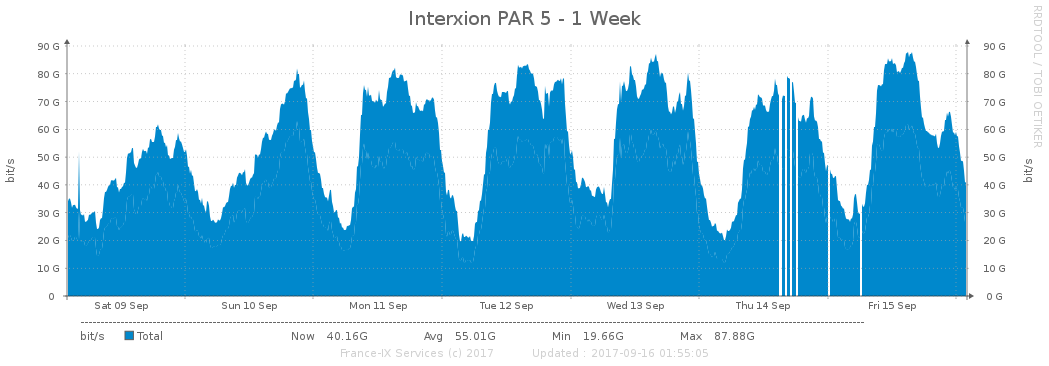 Interxion PAR 5 - 1 Week
RRDTOOL / TOBI OETIKER
bit/s
90 G
80 G
70 G
60 G
50 G
40 G
30 G
20 G
10 G
0
90 G
80 G
70 G
60 G
50 G
40 G
30 G
20 G
10 G
0 G
bit/s
Sat 09 Sep Sun 10 Sep Mon 11 Sep Tue 12 Sep Wed 13 Sep Thu 14 Sep Fri 15 Sep
bit/s Total Now 40.16G Avg 55.01G Min 19.66G Max 87.88G
France-IX Services (c) 2017 Updated : 2017-09-16 01:55:05